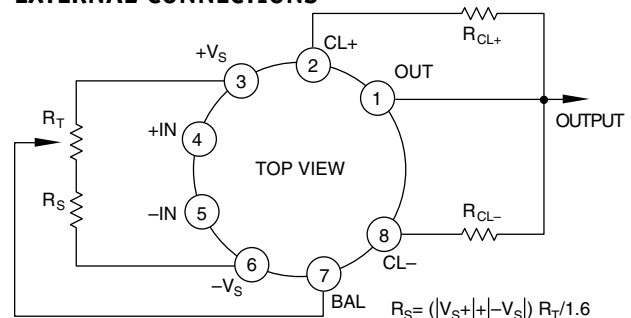 EXTERNAL CONNECTIONS
RCL+
CL+
2
+VS
3
OUT
1
OUTPUT
RT
+IN
4
TOP VIEW
RS
–IN
5
RCL–
8
CL–
6
–VS
7
BAL
RS= (|VS+|+|–VS|) RT/1.6